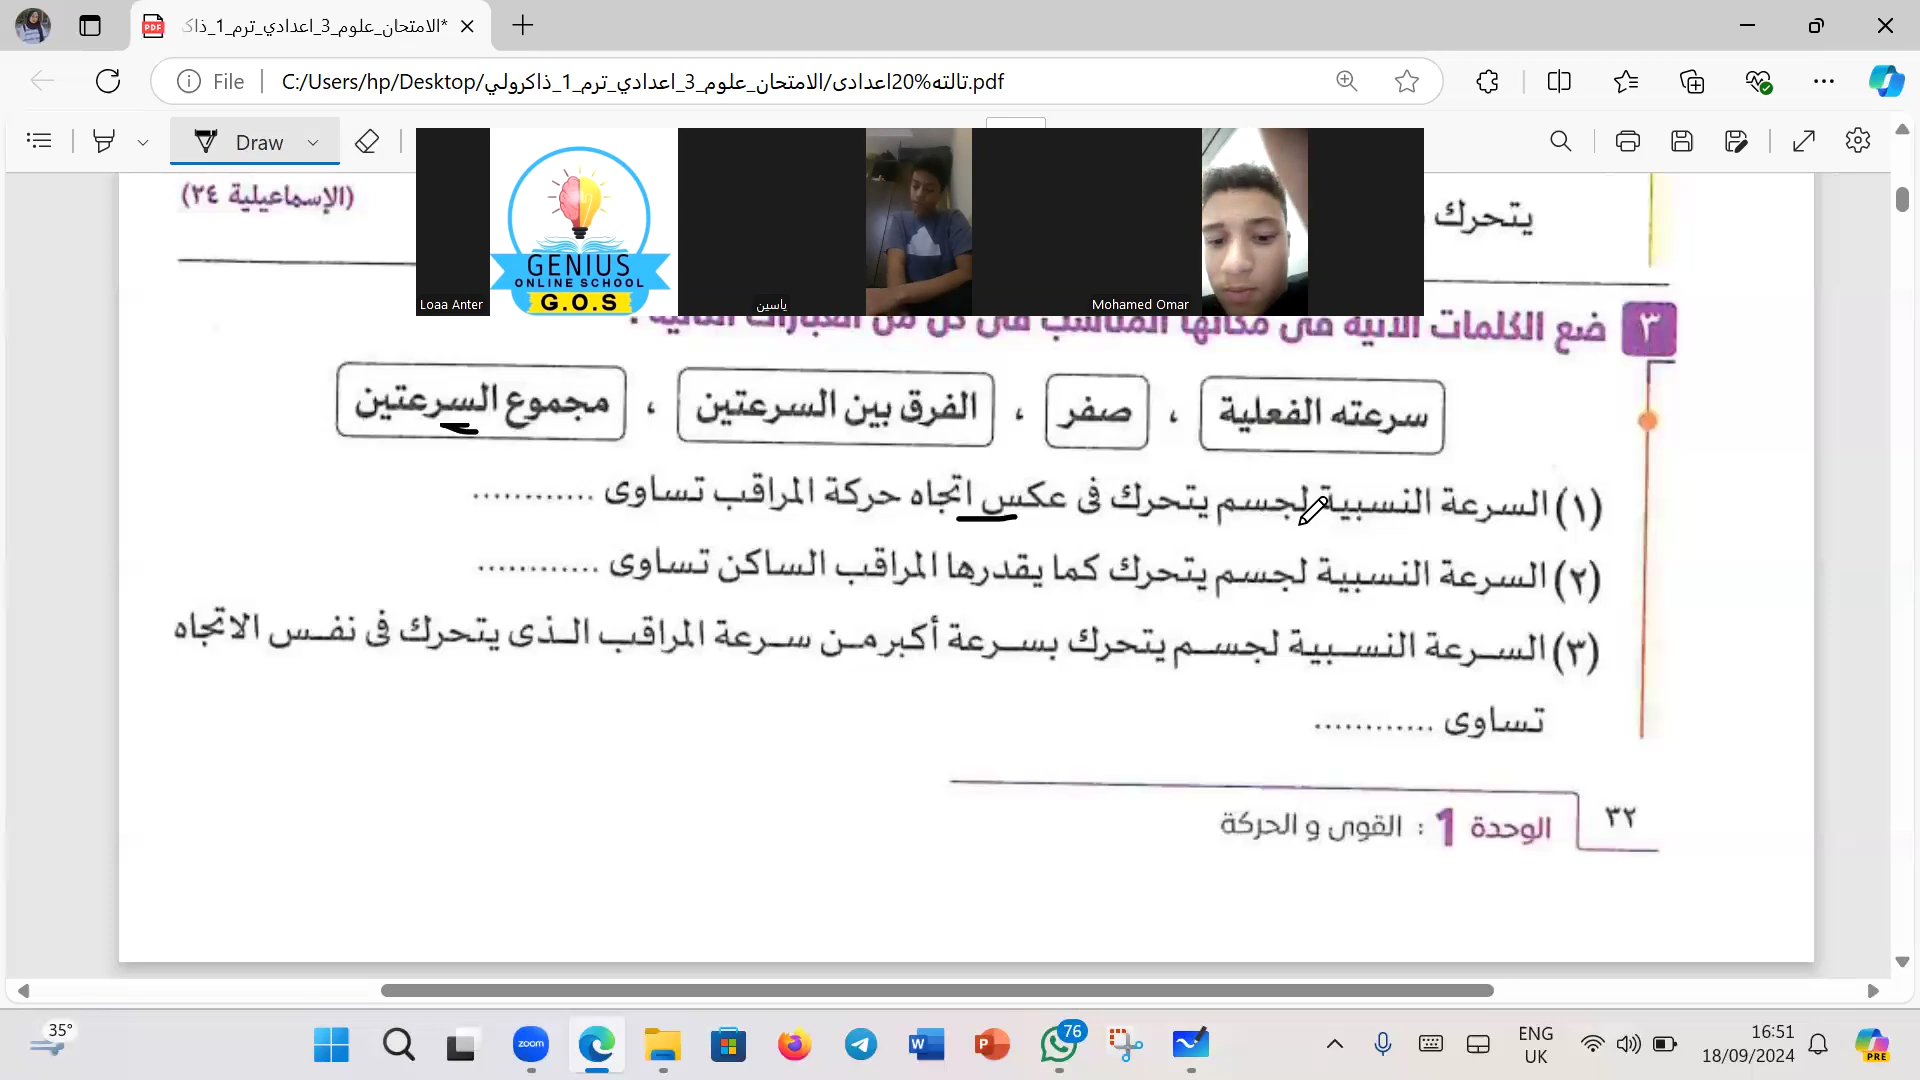 *الامتحان_علوم_3_اعدادي_ترم_1_ذاك
File
C:/Users/hp/Desktop/تالته%20اعدادى/الامتحان_علوم_3_اعدادي_ترم_1_ذاكرولي.pdf
Draw
GENIUS
ONLINE SCHOOL
G.O.S
Loaa Anter
ياسين
Mohamed Omar
(الإسماعيلية ٢٤)
يتحرك
٣ ضع الكلمات الآتية فى مكانها المناسب فى كل من العبارات التالية :
سرعته الفعلية ، صفر ، الفرق بين السرعتين ، مجموع السرعتين
(١) السرعة النسبية لجسم يتحرك فى عكس اتجاه حركة المراقب تساوى ............
(٢) السرعة النسبية لجسم يتحرك كما يقدرها المراقب الساكن تساوى ............
(٣) السرعة النسبية لجسم يتحرك بسرعة أكبر من سرعة المراقب الذى يتحرك فى نفس الاتجاه
تساوى ............
٣٢
الوحدة 1 : القوى و الحركة
35°
zoom
76
PRE
ENG
UK
16:51
18/09/2024